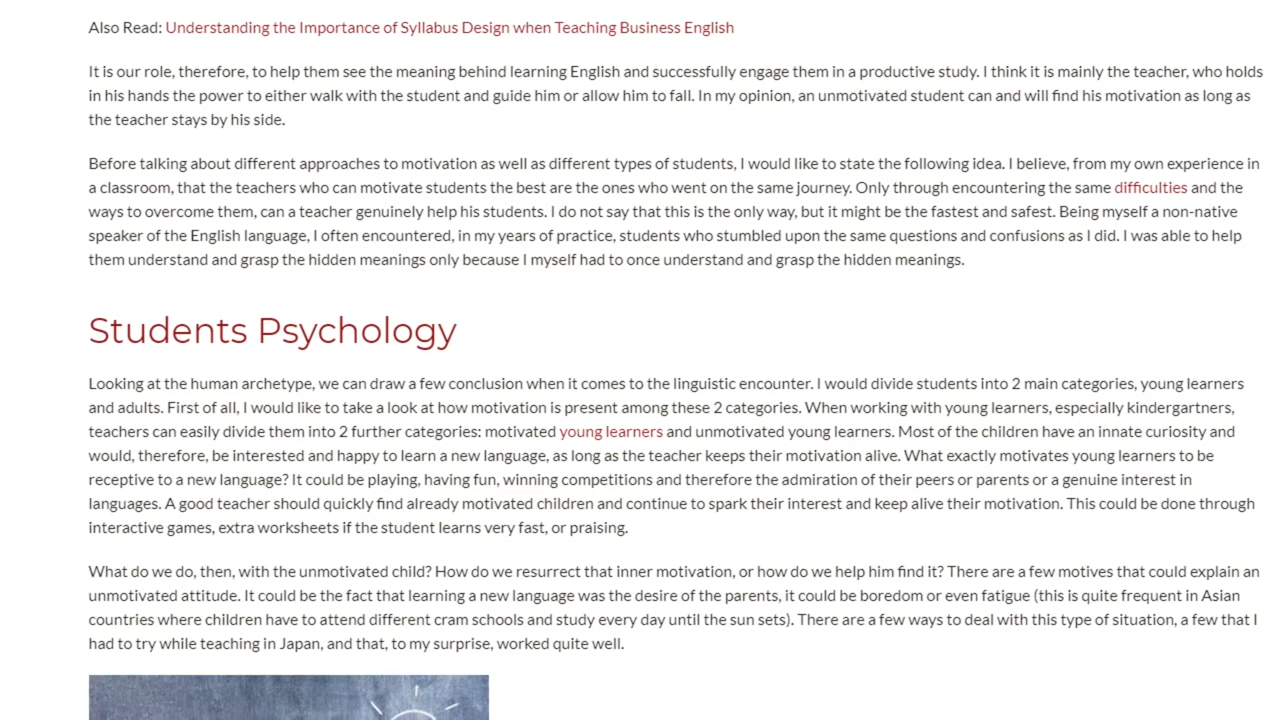 Also Read: Understanding the Importance of Syllabus Design when Teaching Business English
It is our role, therefore, to help them see the meaning behind learning English and successfully engage them in a productive study. I think it is mainly the teacher, who holds
in his hands the power to either walk with the student and guide him or allow him to fall. In my opinion, an unmotivated student can and will find his motivation as long as
the teacher stays by his side.
Before talking about different approaches to motivation as well as different types of students, I would like to state the following idea. I believe, from my own experience in
a classroom, that the teachers who can motivate students the best are the ones who went on the same journey. Only through encountering the same difficulties and the
ways to overcome them, can a teacher genuinely help his students. I do not say that this is the only way, but it might be the fastest and safest. Being myself a non-native
speaker of the English language, I often encountered, in my years of practice, students who stumbled upon the same questions and confusions as I did. I was able to help
them understand and grasp the hidden meanings only because I myself had to once understand and grasp the hidden meanings.
Students Psychology
Looking at the human archetype, we can draw a few conclusion when it comes to the linguistic encounter. I would divide students into 2 main categories, young learners
and adults. First of all, I would like to take a look at how motivation is present among these 2 categories. When working with young learners, especially kindergartners,
teachers can easily divide them into 2 further categories: motivated young learners and unmotivated young learners. Most of the children have an innate curiosity and
would, therefore, be interested and happy to learn a new language, as long as the teacher keeps their motivation alive. What exactly motivates young learners to be
receptive to a new language? It could be playing, having fun, winning competitions and therefore the admiration of their peers or parents or a genuine interest in
languages. A good teacher should quickly find already motivated children and continue to spark their interest and keep alive their motivation. This could be done through
interactive games, extra worksheets if the student learns very fast, or praising.
What do we do, then, with the unmotivated child? How do we resurrect that inner motivation, or how do we help him find it? There are a few motives that could explain an
unmotivated attitude. It could be the fact that learning a new language was the desire of the parents, it could be boredom or even fatigue (this is quite frequent in Asian
countries where children have to attend different cram schools and study every day until the sun sets). There are a few ways to deal with this type of situation, a few that I
had to try while teaching in Japan, and that, to my surprise, worked quite well.